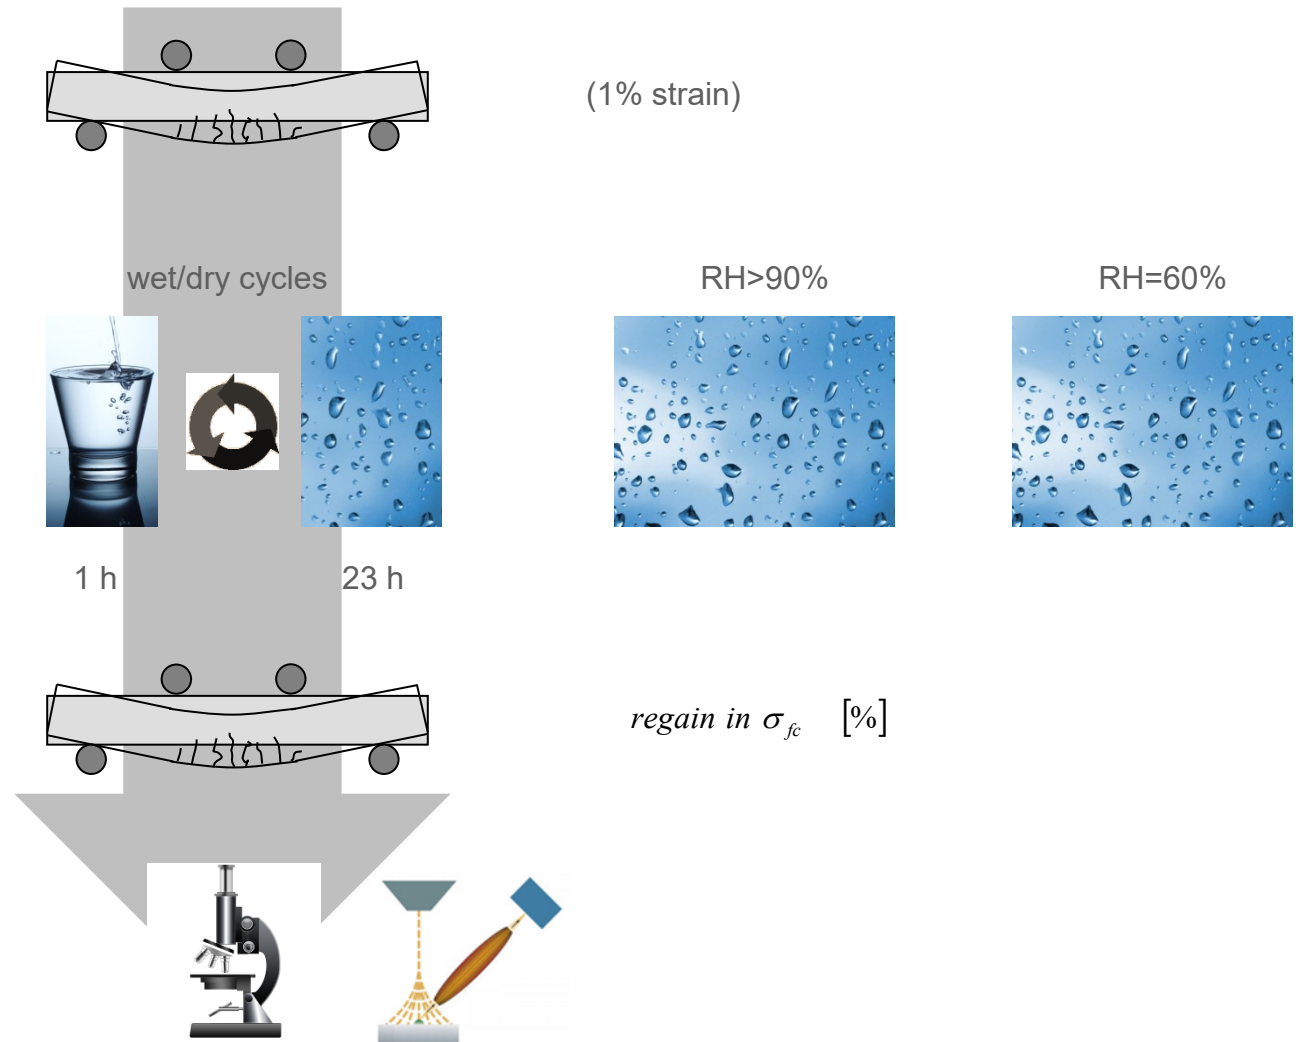 (1% strain)
wet/dry cycles
RH>90%
RH=60%
1 h
23 h
regain in σfc [%]